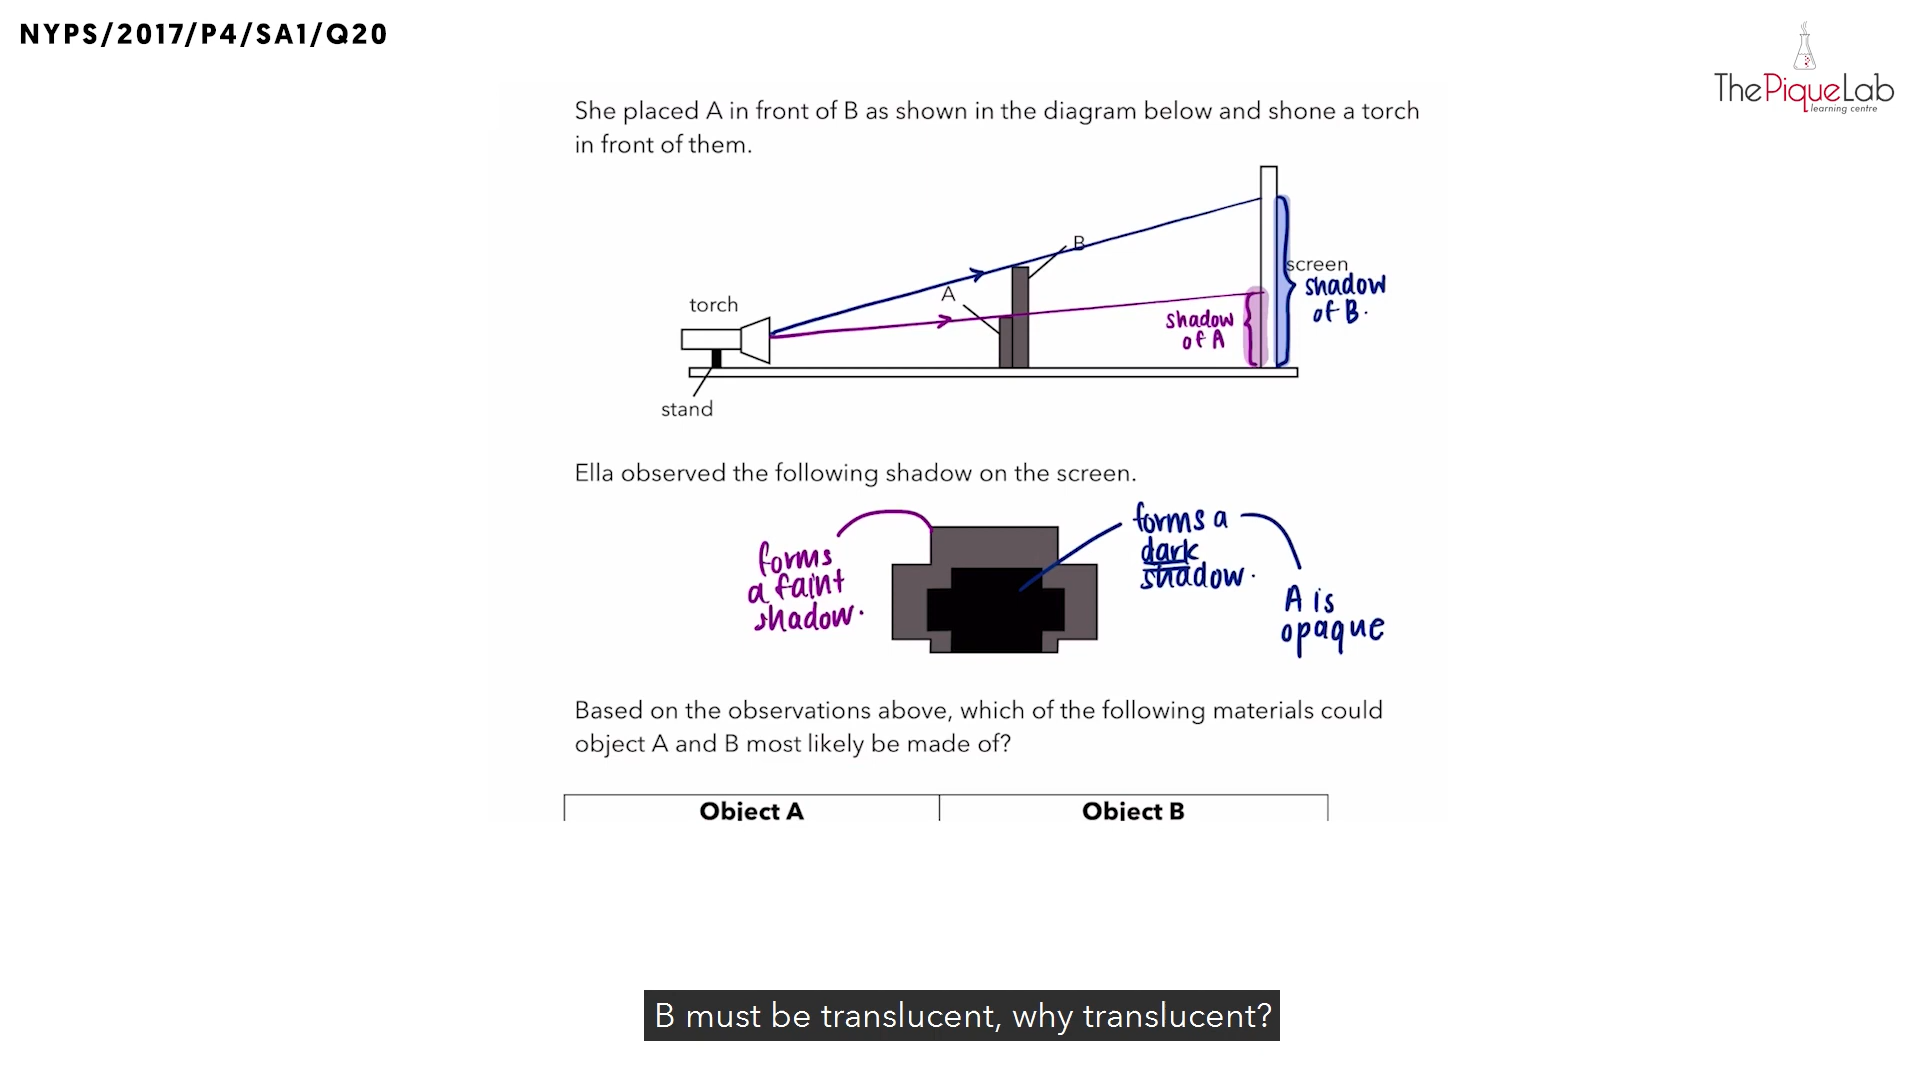 NYPS/2017/P4/SA1/Q20
ThePiqueLab
learning centre
She placed A in front of B as shown in the diagram below and shone a torch
in front of them.
B
A
torch
screen
shadow
of B.
shadow
of A
stand
Ella observed the following shadow on the screen.
forms
a faint
shadow.
forms a
dark
shadow.
A is
opaque
Based on the observations above, which of the following materials could
object A and B most likely be made of?
Object A
Object B
B must be translucent, why translucent?